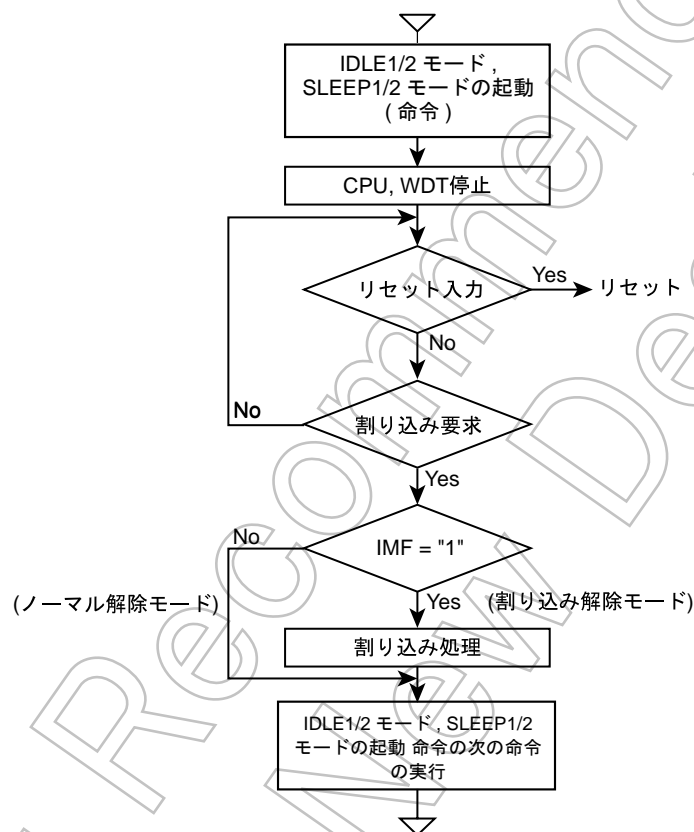 IDLE1/2 モード ,
SLEEP1/2 モードの起動
( 命令 )
CPU, WDT停止
リセット入力
Yes
リセット
No
割り込み要求
No
Yes
IMF = "1"
No
(ノーマル解除モード)
Yes
(割り込み解除モード)
割り込み処理
IDLE1/2 モード , SLEEP1/2
モードの起動 命令の次の命令
の実行